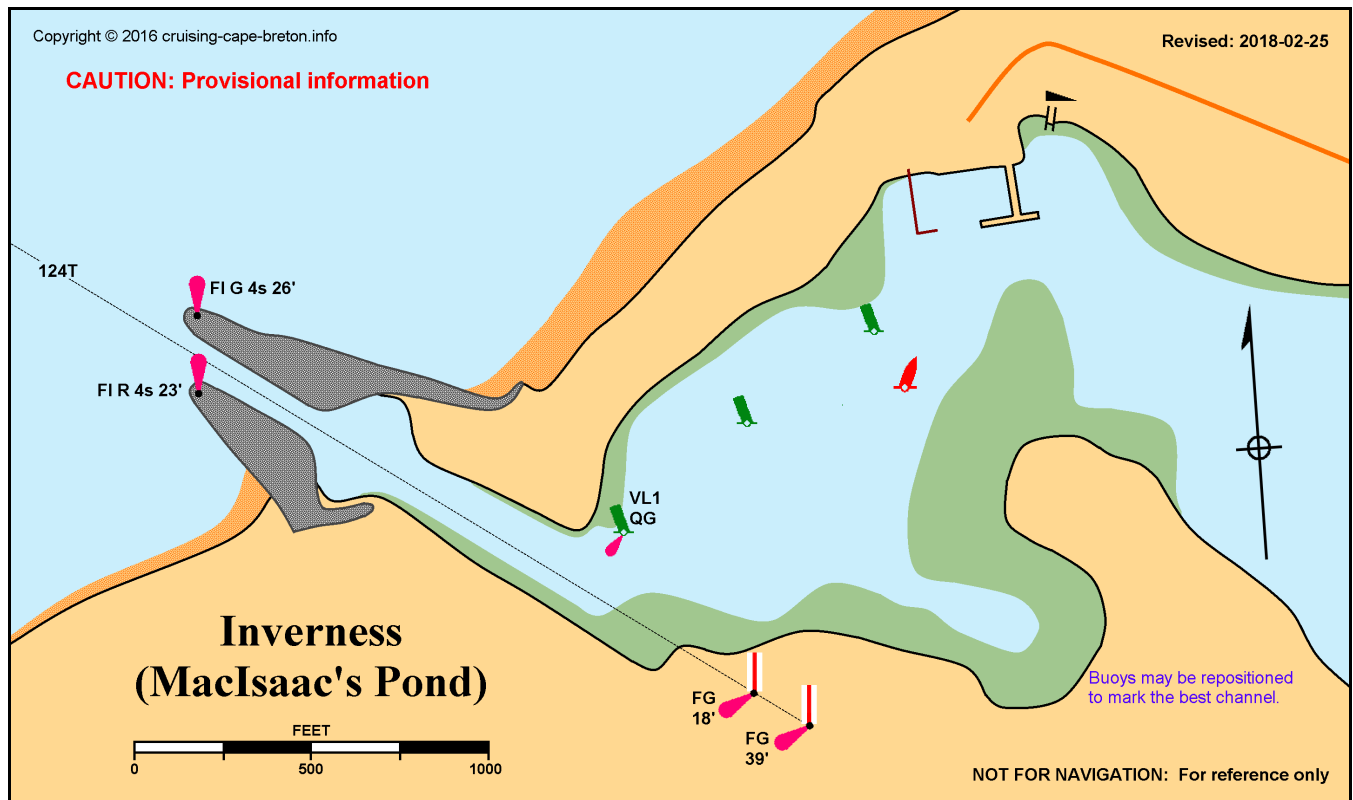 Copyright © 2016 cruising-cape-breton.info
Revised: 2018-02-25
CAUTION: Provisional information
124T
Fl G 4s 26'
Fl R 4s 23'
VL1
QG
Inverness
(MacIsaac's Pond)
FG
18'
FG
39'
Buoys may be repositioned
to mark the best channel.
FEET
0 500 1000
NOT FOR NAVIGATION: For reference only